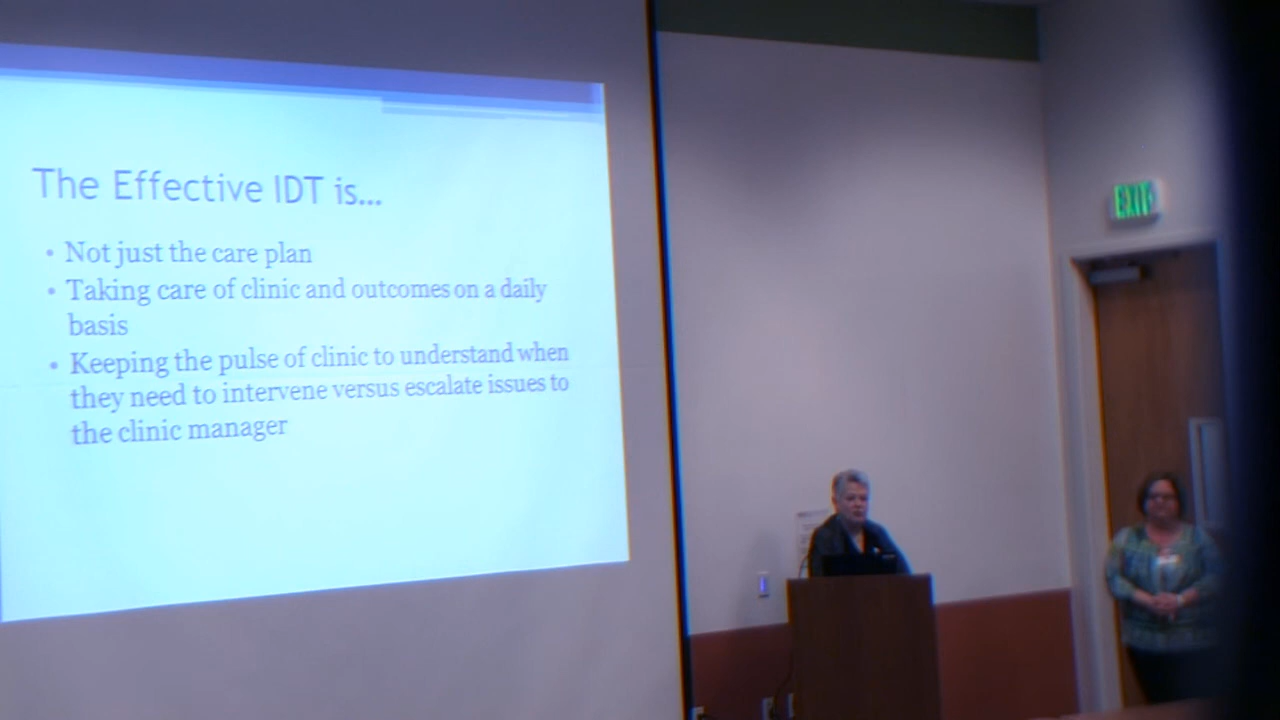 The Effective IDT is...
• Not just the care plan
• Taking care of clinic and outcomes on a daily
basis
• Keeping the pulse of clinic to understand when
they need to intervene versus escalate issues to
the clinic manager
EXIT